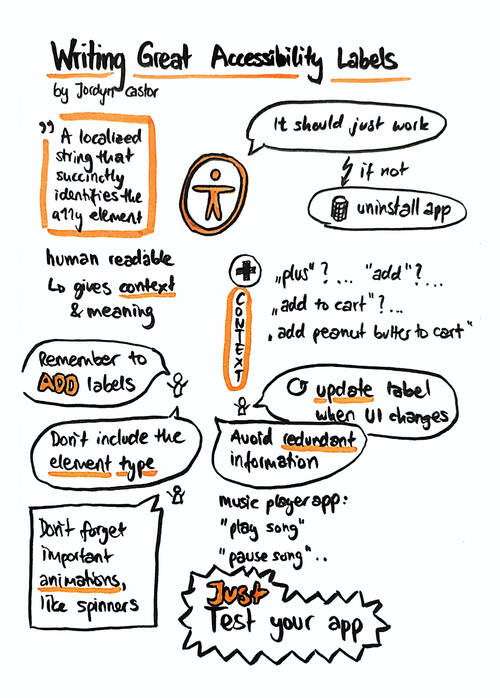 Writing Great Accessibility Labels
by Jordyn Castor
” A localized
string that
succinctly
identifies the
a11y element
It should just work
if not
uninstall app
human readable
↳ gives context
& meaning
„plus“?... “add“?...
„add to cart“?...
„add peanut butter to cart“
CONTEXT
Remember to
ADD labels
update label
when UI changes
Don't include the
element type
Avoid redundant
information
Don't forget
important
animations,
like spinners
music player app:
"play song"
"pause song"..
Just
Test your app